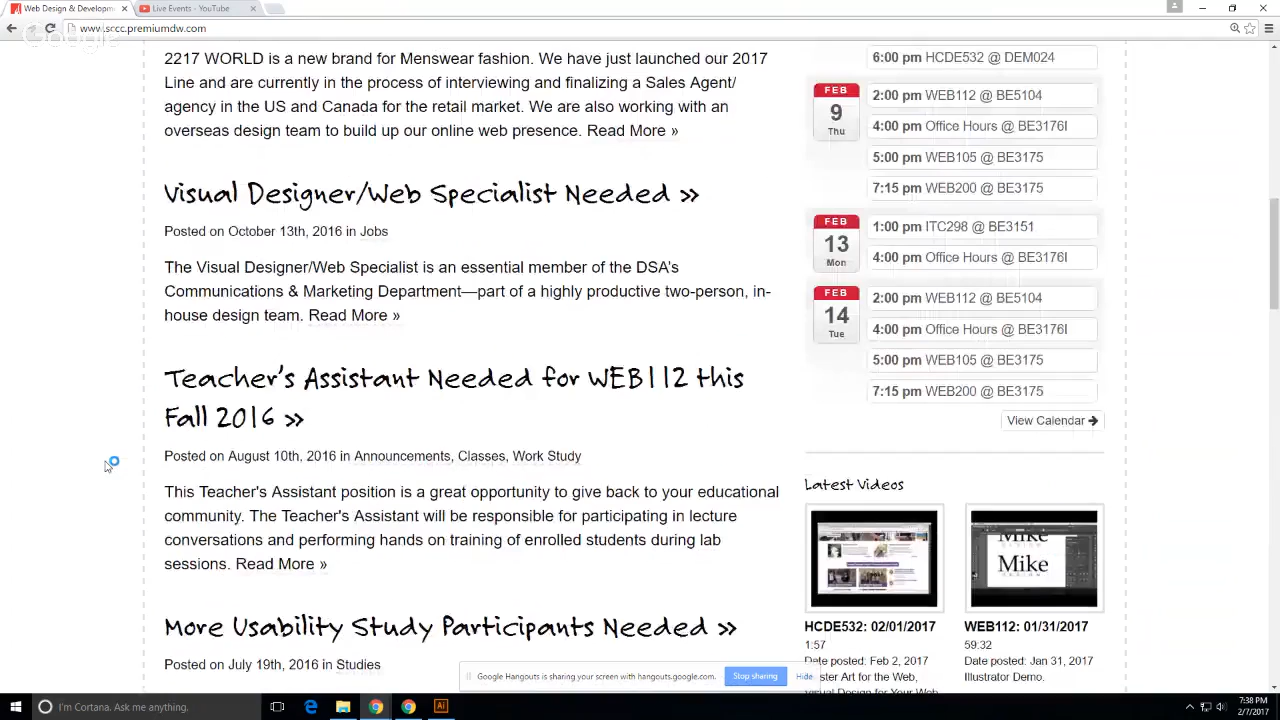 Web Design & Developm
Live Events - YouTube
www.sccc.premiumdw.com
Google
2217 WORLD is a new brand for Menswear fashion. We have just launched our 2017
Line and are currently in the process of interviewing and finalizing a Sales Agent/
agency in the US and Canada for the retail market. We are also working with an
overseas design team to build up our online web presence. Read More »
Visual Designer/Web Specialist Needed »
Posted on October 13th, 2016 in Jobs
The Visual Designer/Web Specialist is an essential member of the DSA's
Communications & Marketing Department—part of a highly productive two-person, in-
house design team. Read More »
Teacher's Assistant Needed for WEB112 this
Fall 2016 »
Posted on August 10th, 2016 in Announcements, Classes, Work Study
This Teacher's Assistant position is a great opportunity to give back to your educational
community. The Teacher's Assistant will be responsible for participating in lecture
conversations and performing hands on training of enrolled students during lab
sessions. Read More »
More Usability Study Participants Needed »
Posted on July 19th, 2016 in Studies
6:00 pm HCDE532 @ DEM024
FEB
9
Thu
2:00 pm WEB112 @ BE5104
4:00 pm Office Hours @ BE3176I
5:00 pm WEB105 @ BE3175
7:15 pm WEB200 @ BE3175
FEB
13
Mon
1:00 pm ITC298 @ BE3151
4:00 pm Office Hours @ BE3176I
FEB
14
Tue
2:00 pm WEB112 @ BE5104
4:00 pm Office Hours @ BE3176I
5:00 pm WEB105 @ BE3175
7:15 pm WEB200 @ BE3175
View Calendar
Latest Videos
Mike
Mike
HCDE532: 02/01/2017
1:57
Date posted: Feb 2, 2017
ster Art for the Web,
Visual Design for Your Web
WEB112: 01/31/2017
59:32
Date posted: Jan 31, 2017
Illustrator Demo.
Google Hangouts is sharing your screen with hangouts.google.com.
Stop sharing
Hide
I'm Cortana. Ask me anything.
Ai
7:38 PM
2/7/2017